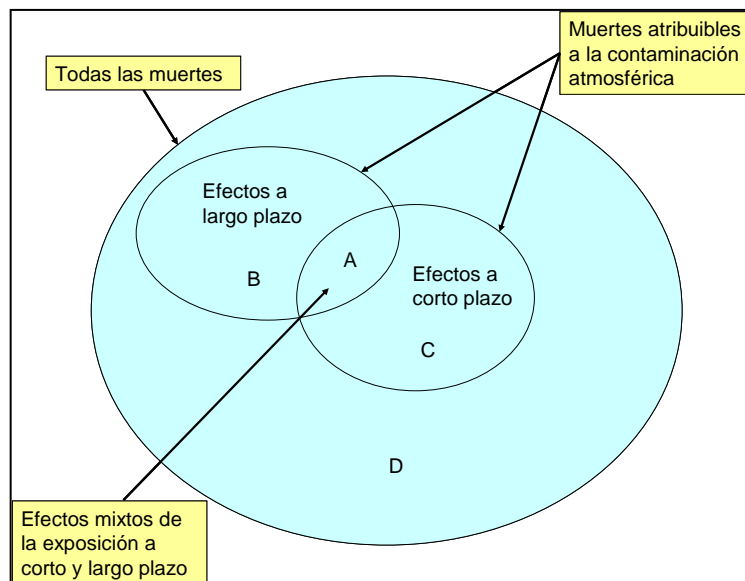 Muertes atribuibles
a la contaminación
atmosférica
Todas las muertes
Efectos a
largo plazo
A
B
Efectos a
corto plazo
C
D
Efectos mixtos de
la exposición a
corto y largo plazo